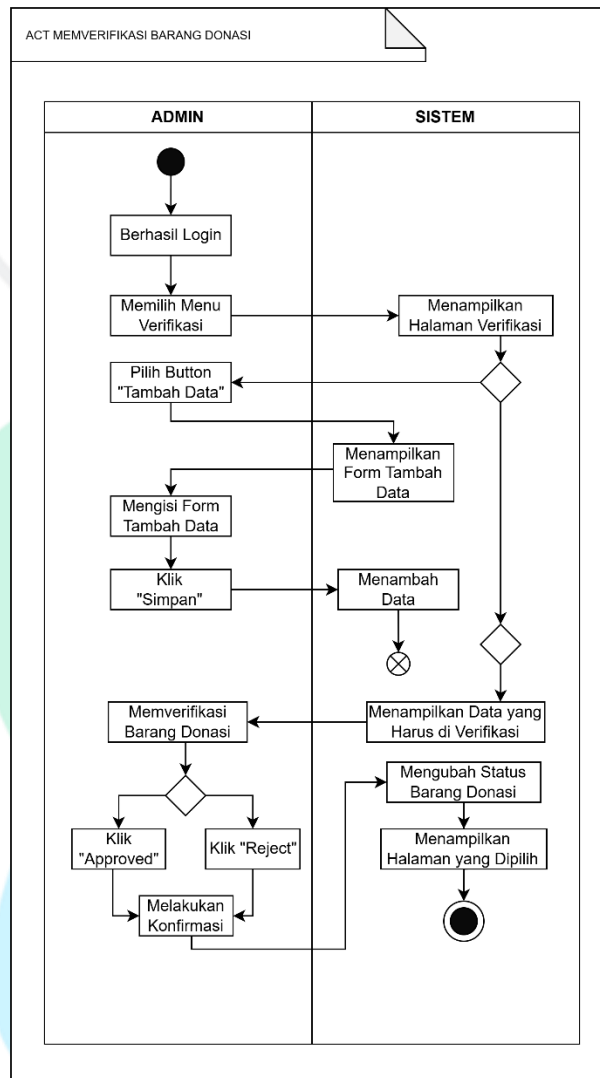 ACT MEMVERIFIKASI BARANG DONASI
ADMIN
SISTEM
Berhasil Login
Memilih Menu
Verifikasi
Menampilkan
Halaman Verifikasi
Pilih Button
"Tambah Data"
Menampilkan
Form Tambah
Data
Mengisi Form
Tambah Data
Klik
"Simpan"
Menambah
Data
Memverifikasi
Barang Donasi
Menampilkan Data yang
Harus di Verifikasi
Mengubah Status
Barang Donasi
Klik
"Approved"
Klik "Reject"
Menampilkan
Halaman yang Dipilih
Melakukan
Konfirmasi